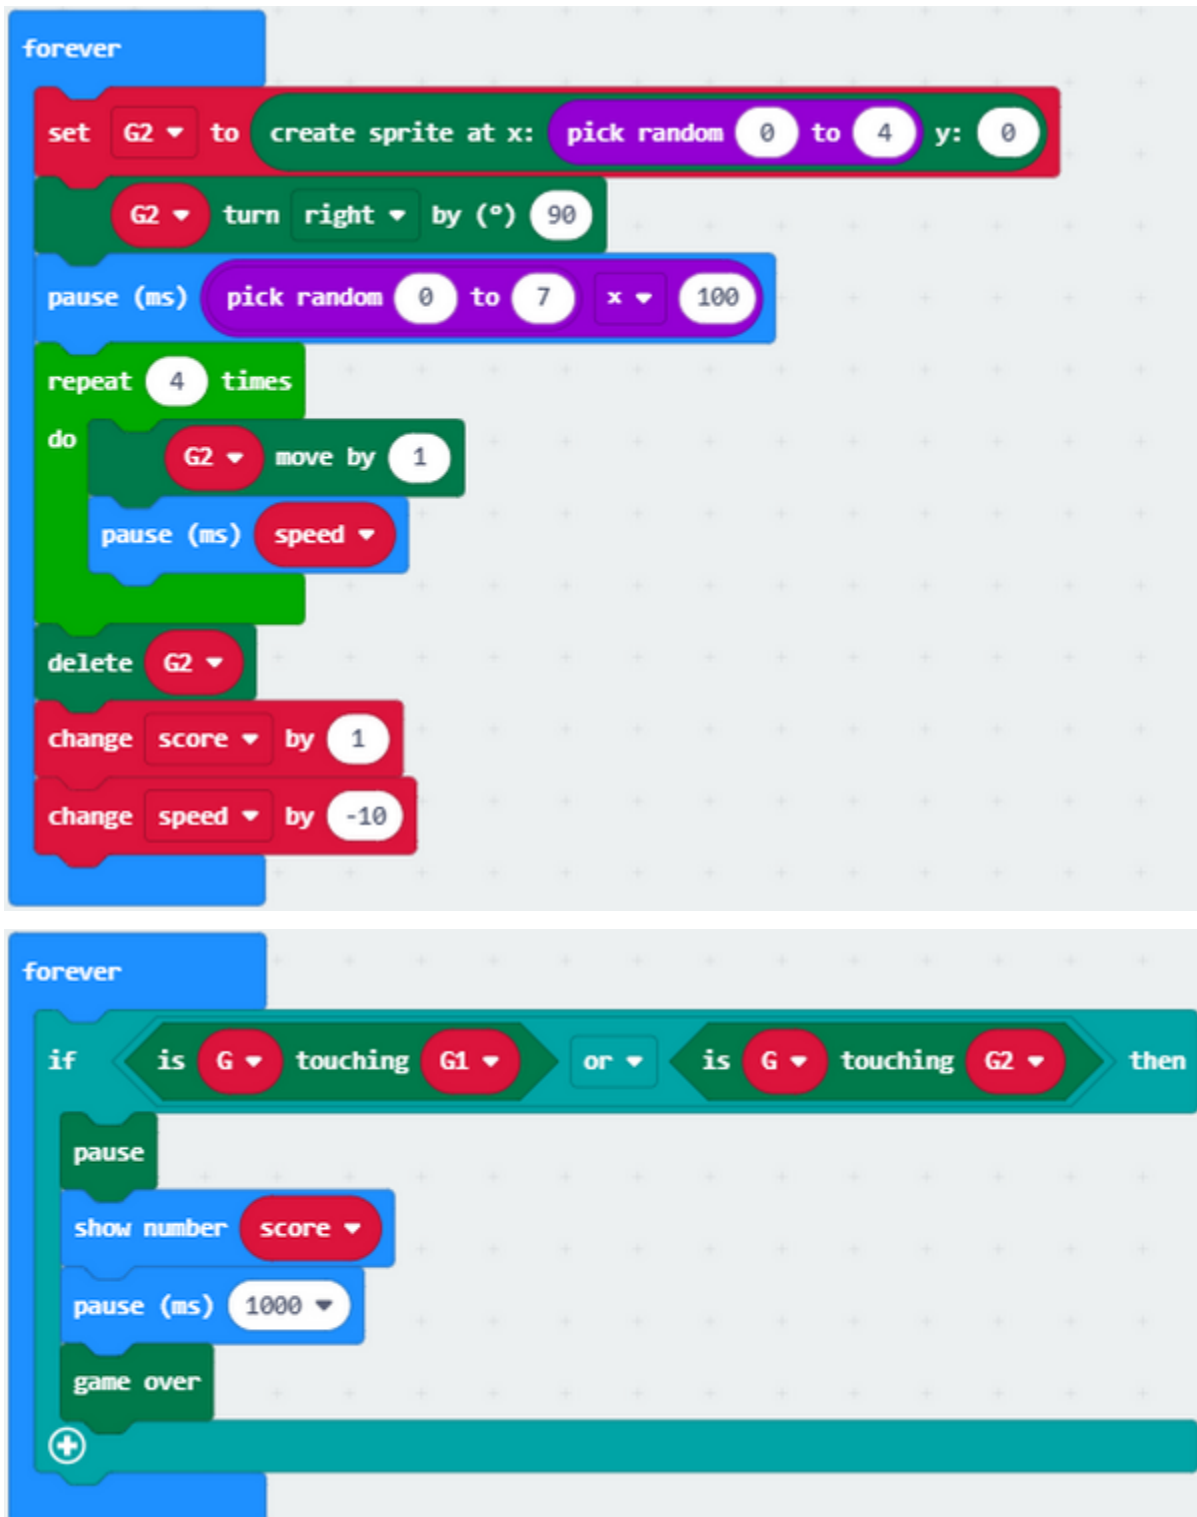 forever
set G2 to create sprite at x: pick random 0 to 4 y: 0
G2 turn right by (°) 90
pause (ms) pick random 0 to 7 x 100
repeat 4 times
do G2 move by 1
pause (ms) speed
delete G2
change score by 1
change speed by -10
forever
if is G touching G1 or is G touching G2 then
pause
show number score
pause (ms) 1000
game over